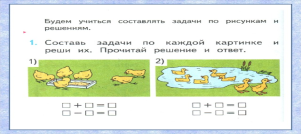 Будем учиться составлять задачи по рисункам и
решениям.
1. Составь задачи по каждой картинке и
реши их. Прочитай решение и ответ.
1) 2)
□ + □ = □ □ + □ = □
□ − □ = □ □ − □ = □